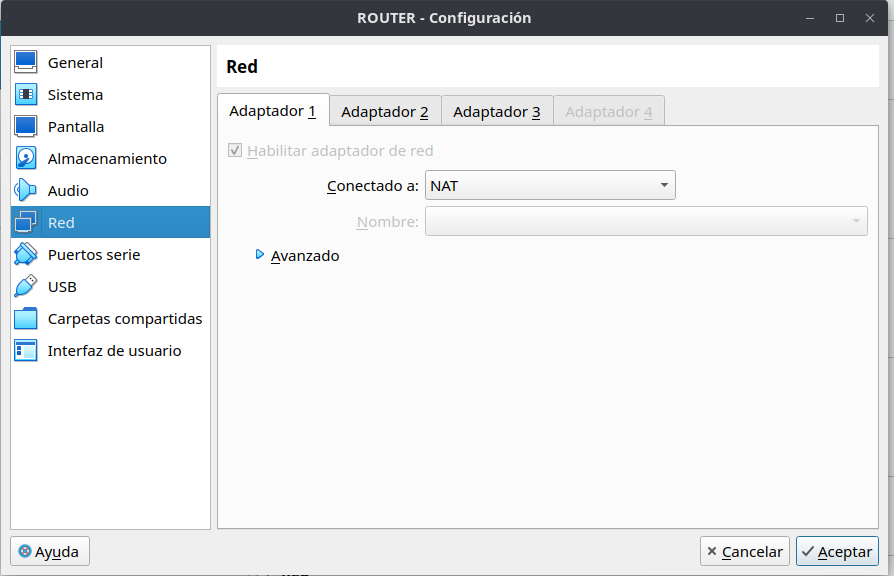 ROUTER - Configuración
General
Sistema
Pantalla
Almacenamiento
Audio
Red
Puertos serie
USB
Carpetas compartidas
Interfaz de usuario
Red
Adaptador 1 Adaptador 2 Adaptador 3 Adaptador 4
Habilitar adaptador de red
Conectado a: NAT
Nombre:
Avanzado
Ayuda Cancelar Aceptar